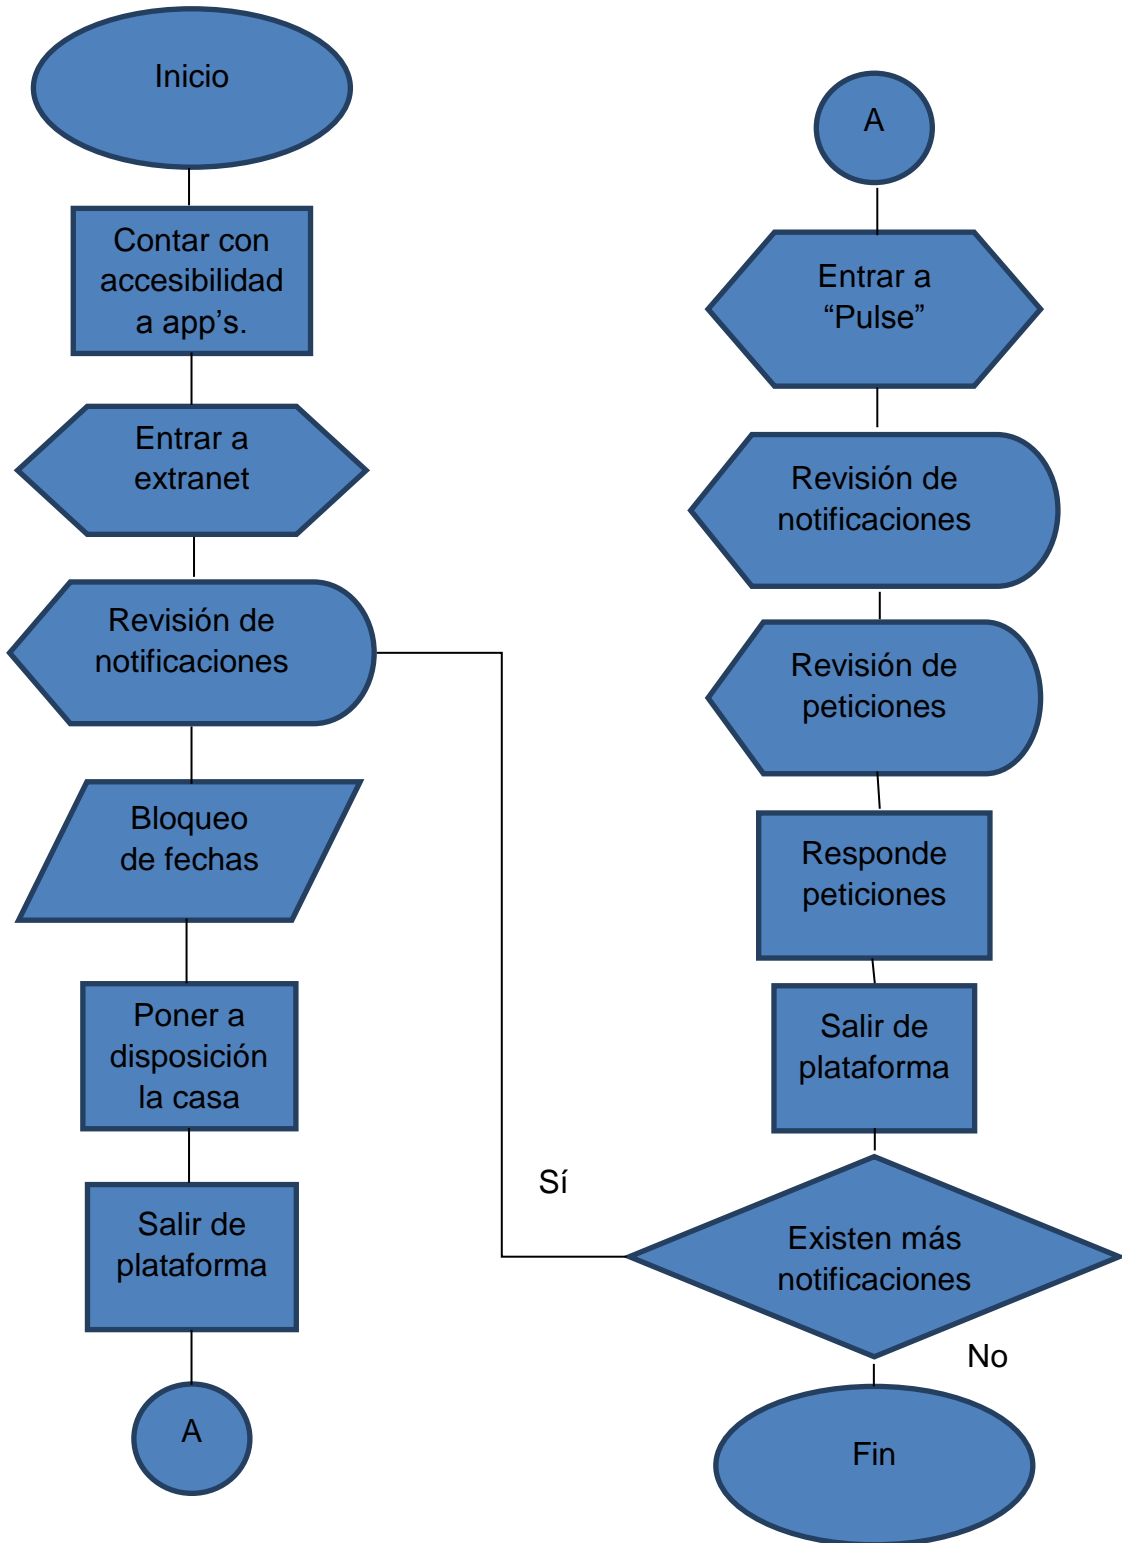 Inicio
Contar con
accesibilidad
a app’s.
Entrar a
extranet
Revisión de
notificaciones
Bloqueo
de fechas
Poner a
disposición
la casa
Salir de
plataforma
A
A
Entrar a
“Pulse”
Revisión de
notificaciones
Revisión de
peticiones
Responde
peticiones
Salir de
plataforma
Sí
Existen más
notificaciones
No
Fin